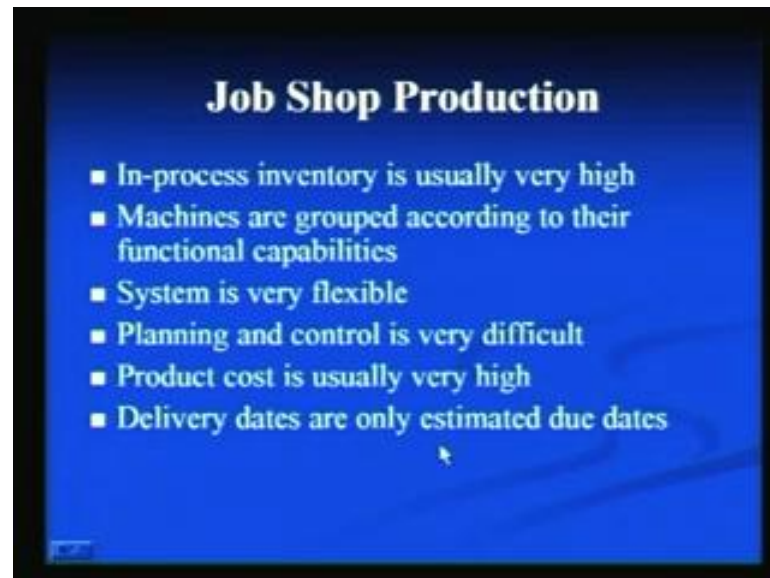 Job Shop Production
In-process inventory is usually very high
Machines are grouped according to their
functional capabilities
System is very flexible
Planning and control is very difficult
Product cost is usually very high
Delivery dates are only estimated due dates